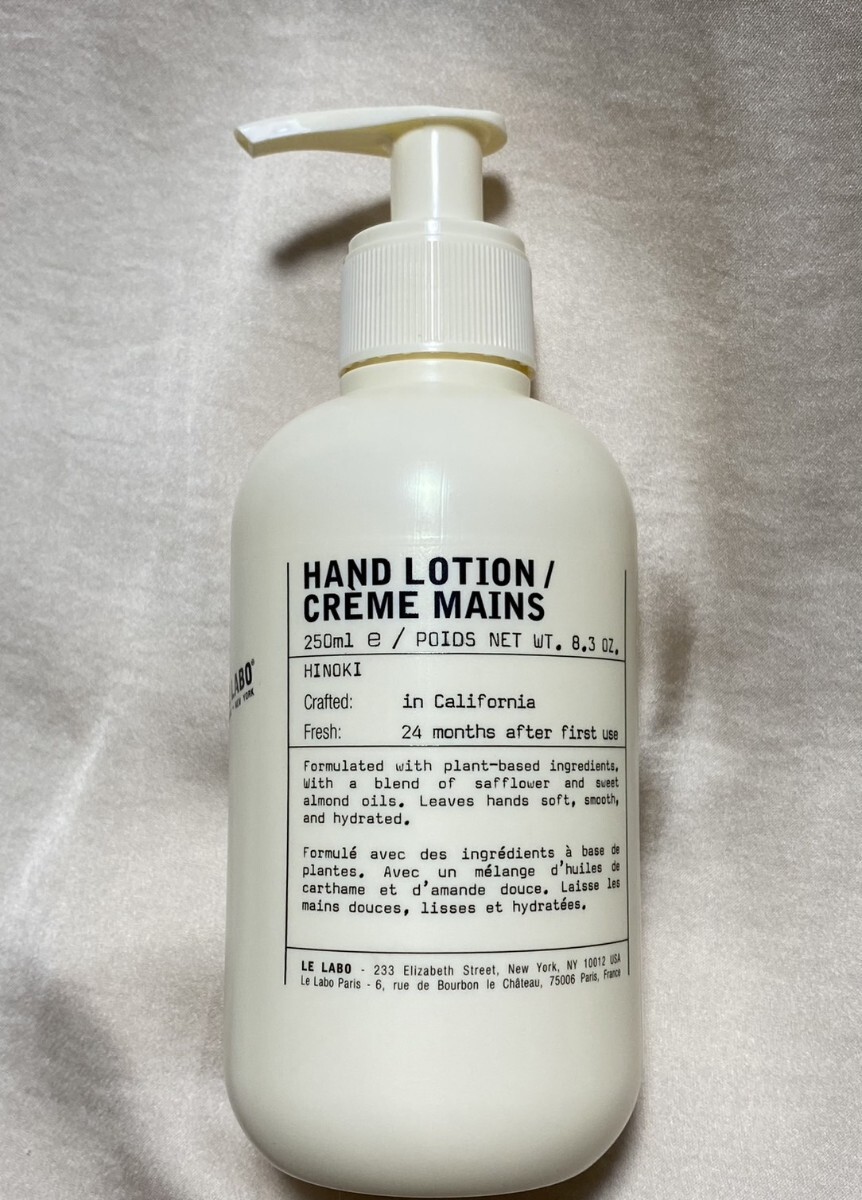 HAND LOTION /
CRÈME MAINS
250ml e / POIDS NET WT. 8.3 OZ.
HINOKI
Crafted: in California
Fresh: 24 months after first use
Formulated with plant-based ingredients.
With a blend of safflower and sweet
almond oils. Leaves hands soft, smooth,
and hydrated.
Formulé avec des ingrédients à base de
plantes. Avec un mélange d'huiles de
carthame et d'amande douce. Laisse les
mains douces, lisses et hydratées.
LE LABO - 233 Elizabeth Street, New York, NY 10012 USA
Le Labo Paris - 6, rue de Bourbon le Château, 75006 Paris, France
LABO®
NEW YORK